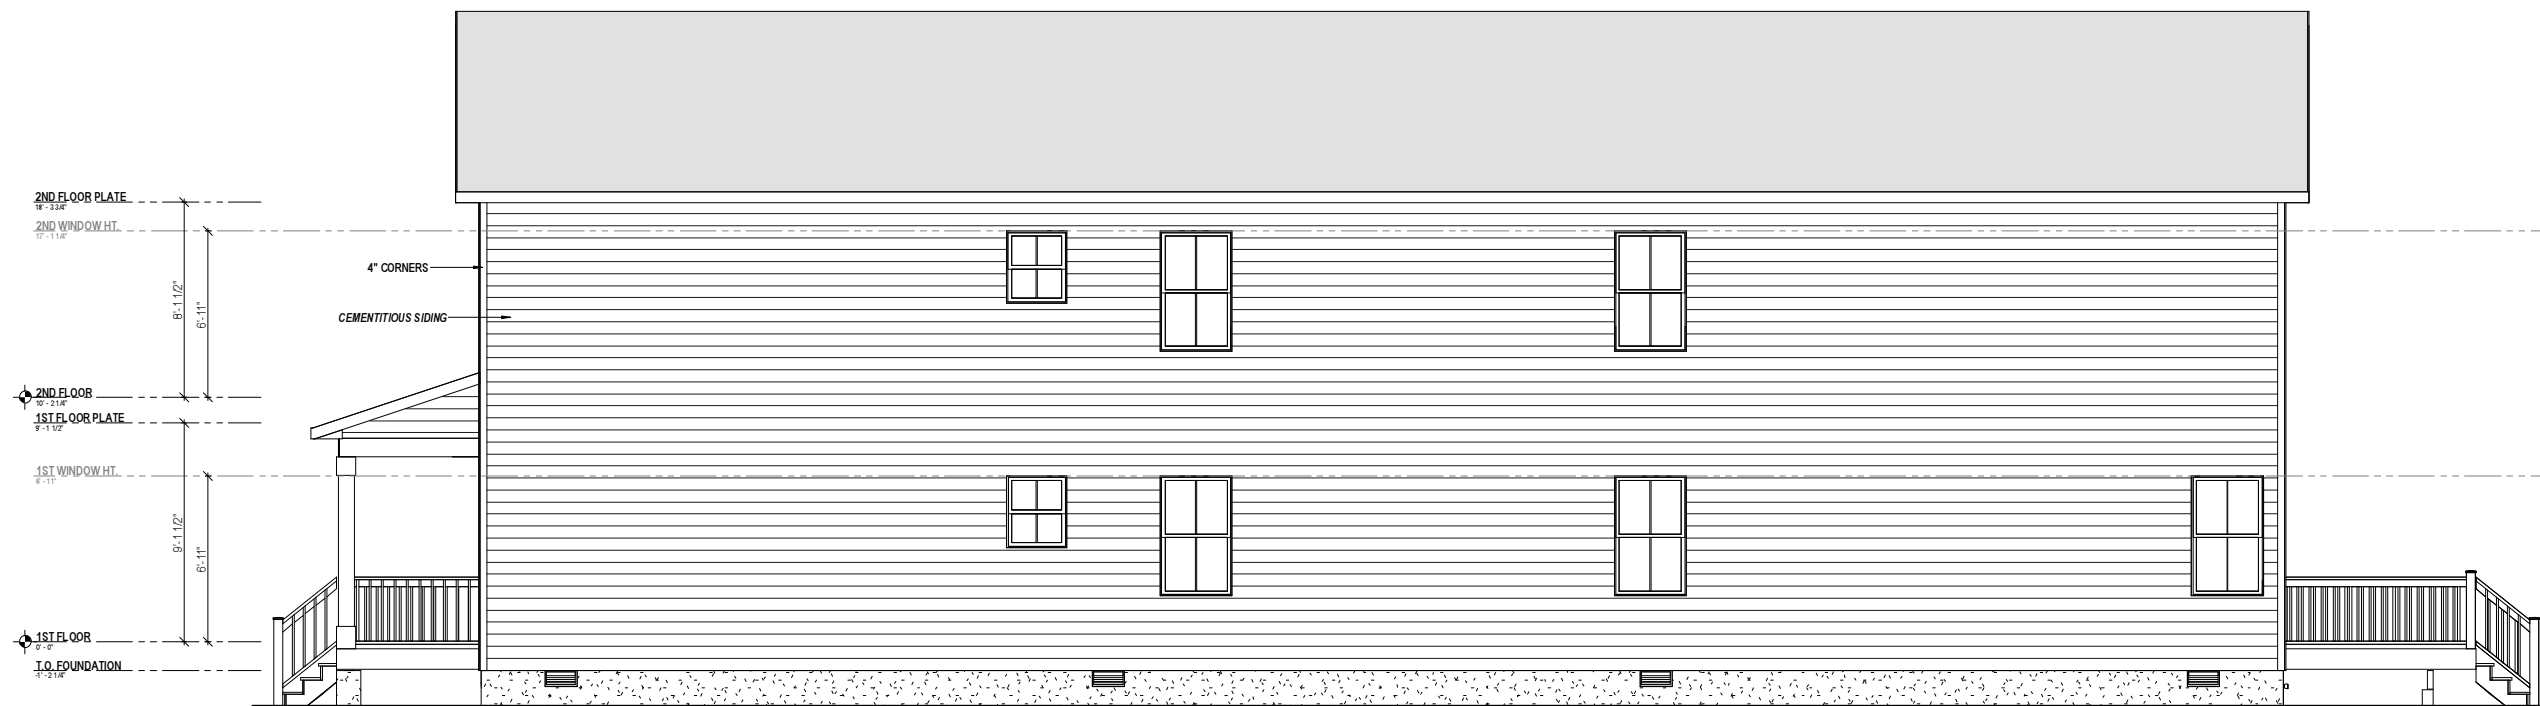 2ND FLOOR PLATE
18' - 3 3/4"
2ND WINDOW HT.
17' - 1 1/4"
4" CORNERS
8'- 1 1/2"
6'- 11"
CEMENTITIOUS SIDING
2ND FLOOR
10' - 2 1/4"
1ST FLOOR PLATE
9' - 1 1/2"
1ST WINDOW HT.
6' - 11"
9'- 1 1/2"
6'- 11"
1ST FLOOR
0' - 0"
T.O. FOUNDATION
-1' - 2 1/4"